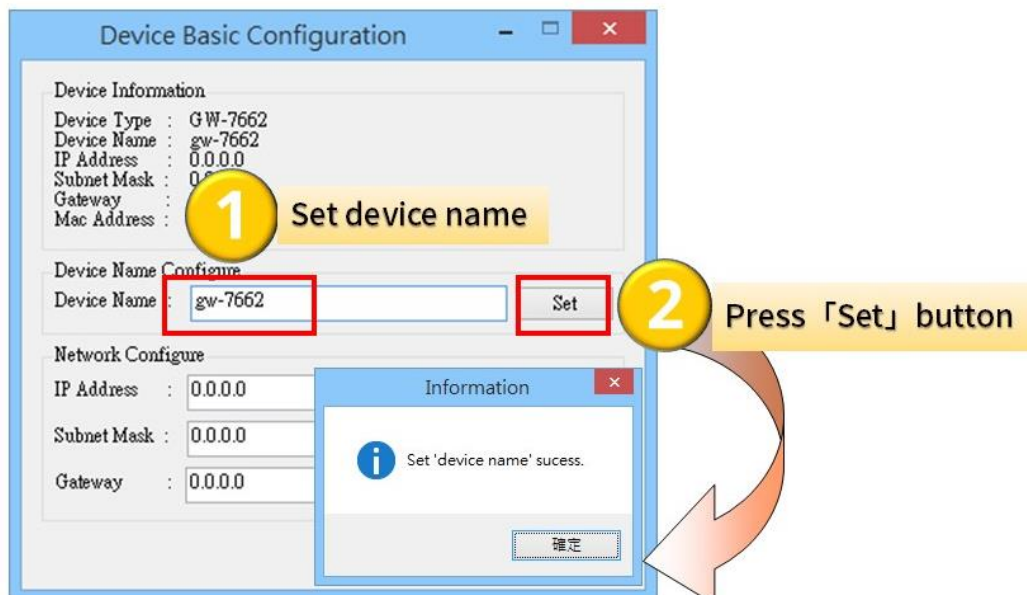 Device Basic Configuration
Device Information
Device Type : GW-7662
Device Name : gw-7662
IP Address : 0.0.0.0
Subnet Mask :
Gateway :
Mac Address :
1
Set device name
Device Name Configure
Device Name : gw-7662
Set
2
Press「Set」button
Network Configure
IP Address : 0.0.0.0
Subnet Mask : 0.0.0.0
Gateway : 0.0.0.0
Information
Set 'device name' sucess.
確定